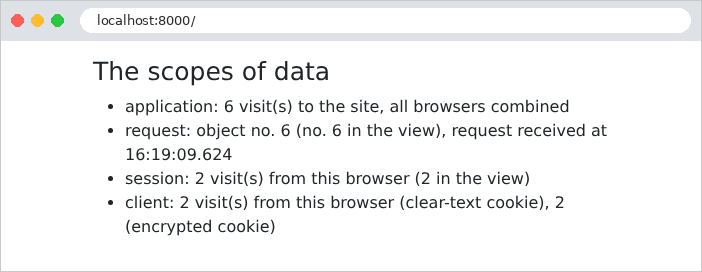 localhost:8000/
The scopes of data
• application: 6 visit(s) to the site, all browsers combined
• request: object no. 6 (no. 6 in the view), request received at
16:19:09.624
• session: 2 visit(s) from this browser (2 in the view)
• client: 2 visit(s) from this browser (clear-text cookie), 2
(encrypted cookie)